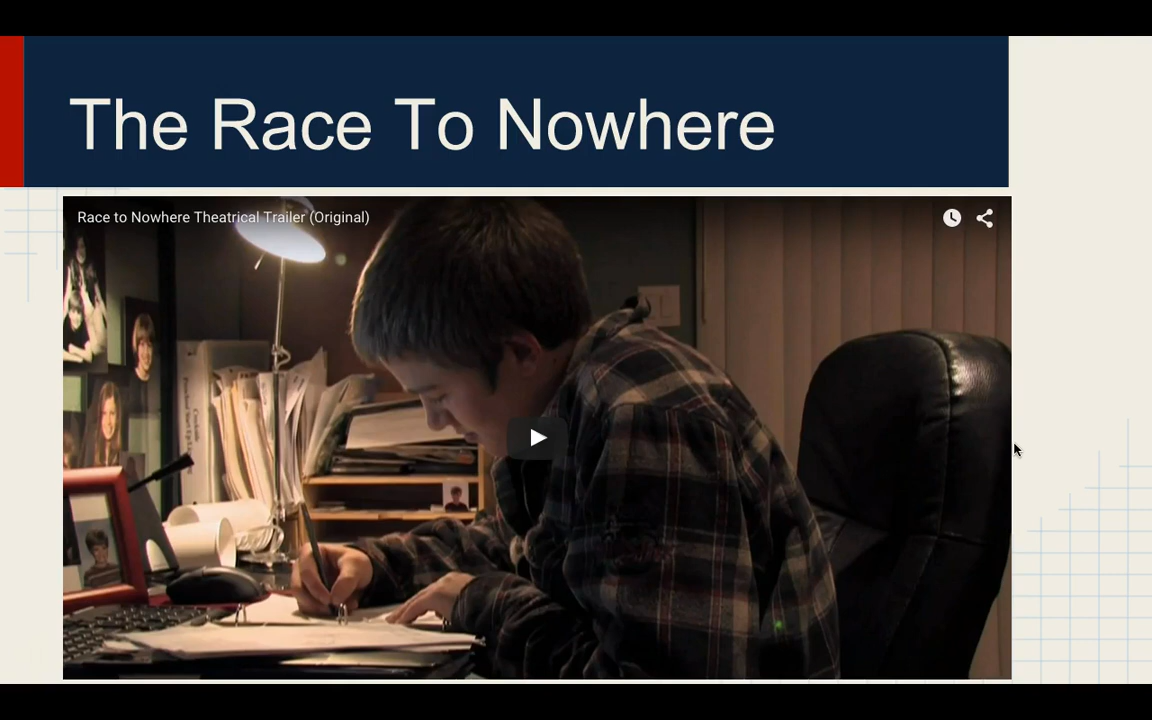 The Race To Nowhere
Race to Nowhere Theatrical Trailer (Original)